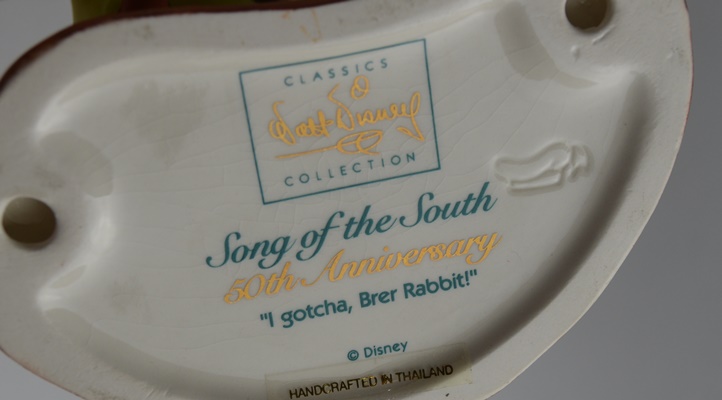 CLASSICS
Walt Disney
COLLECTION
Song of the South
50th Anniversary
"I gotcha, Brer Rabbit!"
© Disney
HANDCRAFTED IN THAILAND